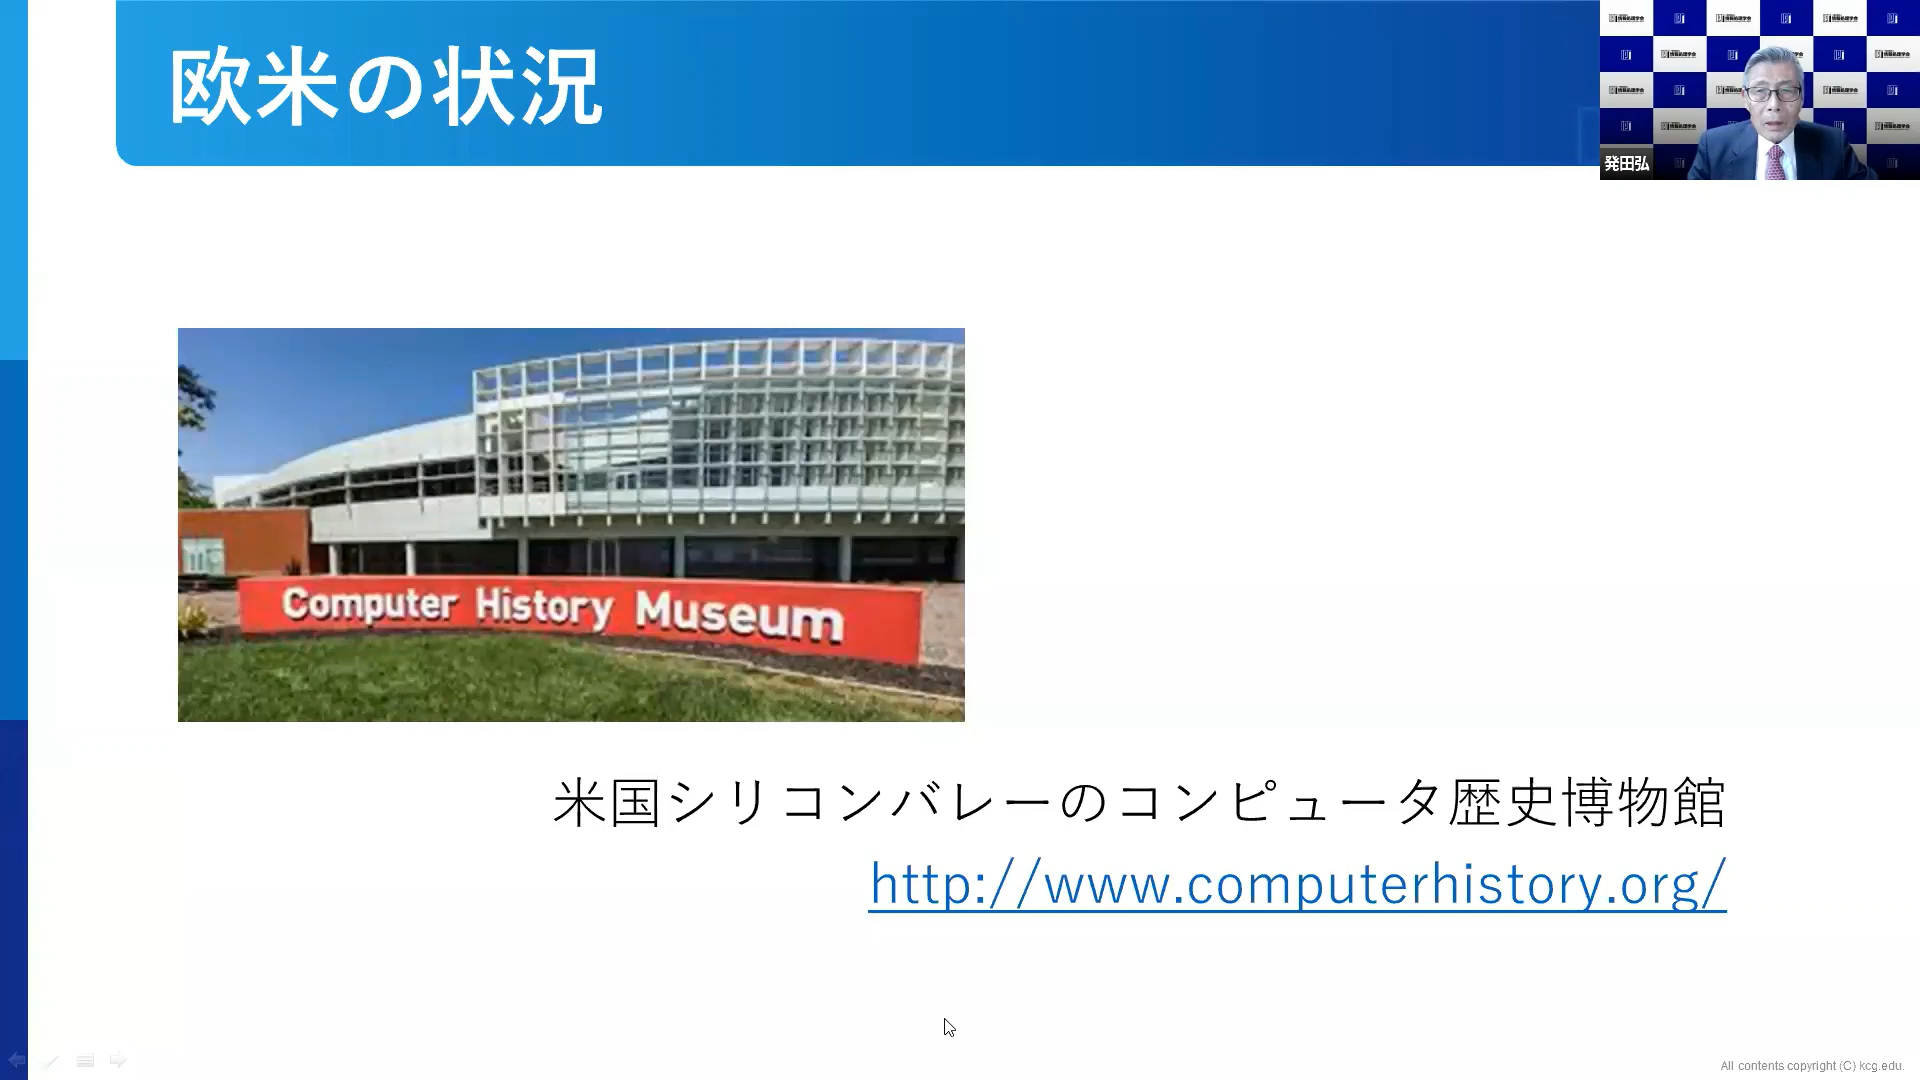 欧米の状況
発田弘
Computer History Museum
米国シリコンバレーのコンピュータ歴史博物館
http://www.computerhistory.org/
All contents copyright (C) kcg.edu.